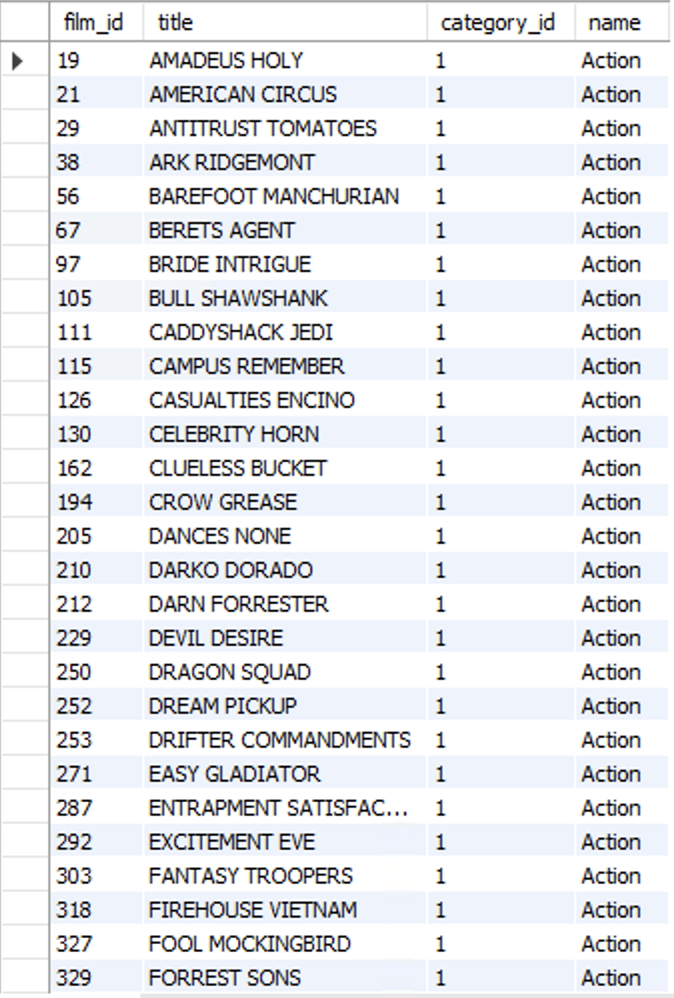 film_id title category_id name
19 AMADEUS HOLY 1 Action
21 AMERICAN CIRCUS 1 Action
29 ANTITRUST TOMATOES 1 Action
38 ARK RIDGEMONT 1 Action
56 BAREFOOT MANCHURIAN 1 Action
67 BERETS AGENT 1 Action
97 BRIDE INTRIGUE 1 Action
105 BULL SHAWSHANK 1 Action
111 CADDYSHACK JEDI 1 Action
115 CAMPUS REMEMBER 1 Action
126 CASUALTIES ENCINO 1 Action
130 CELEBRITY HORN 1 Action
162 CLUELESS BUCKET 1 Action
194 CROW GREASE 1 Action
205 DANCES NONE 1 Action
210 DARKO DORADO 1 Action
212 DARN FORRESTER 1 Action
229 DEVIL DESIRE 1 Action
250 DRAGON SQUAD 1 Action
252 DREAM PICKUP 1 Action
253 DRIFTER COMMANDMENTS 1 Action
271 EASY GLADIATOR 1 Action
287 ENTRAPMENT SATISFAC... 1 Action
292 EXCITEMENT EVE 1 Action
303 FANTASY TROOPERS 1 Action
318 FIREHOUSE VIETNAM 1 Action
327 FOOL MOCKINGBIRD 1 Action
329 FORREST SONS 1 Action